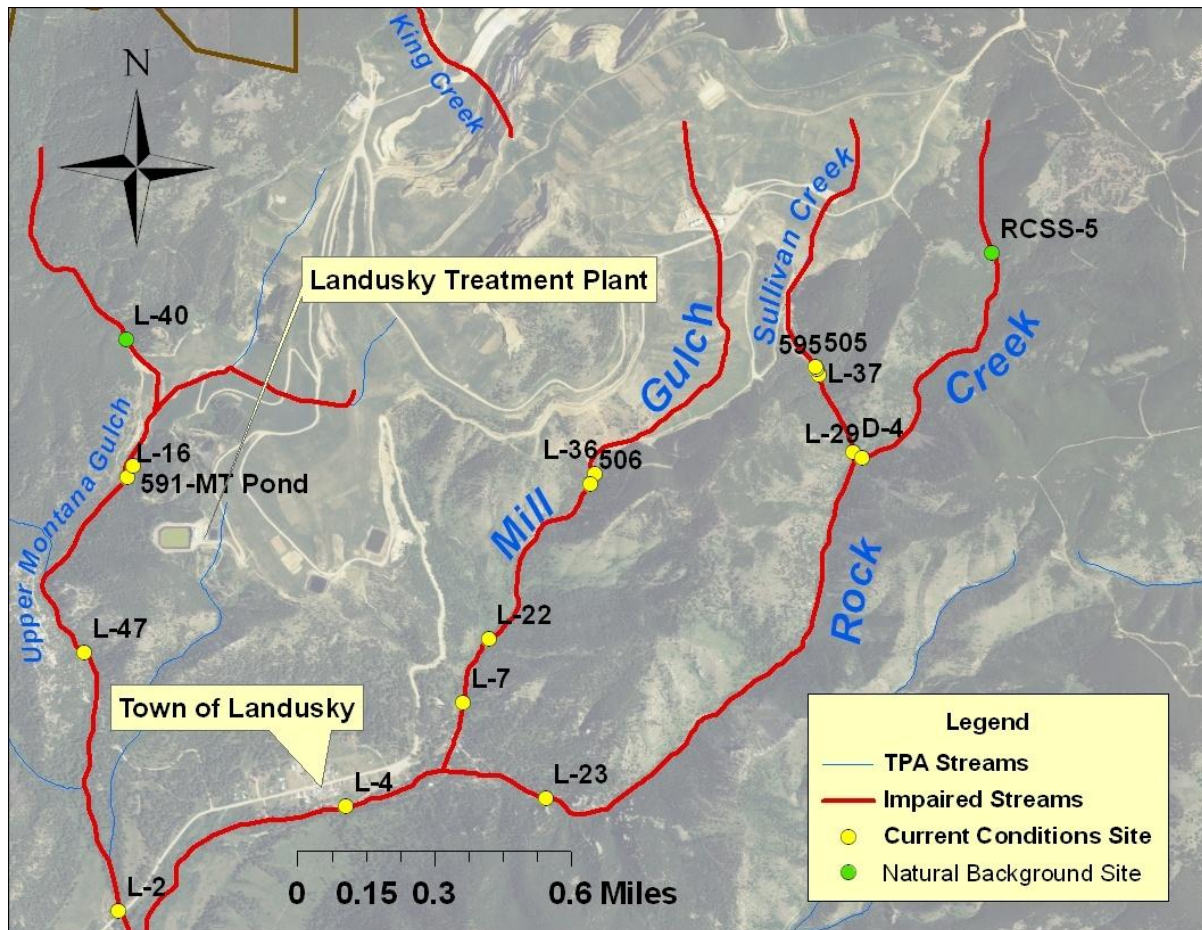 King Creek
N
Sullivan Creek
RCSS-5
Landusky Treatment Plant
L-40
Gulch
Creek
595
505
L-37
L-29
D-4
Upper Montana Gulch
L-16
591-MT Pond
L-36
506
Mill
Rock
L-47
L-22
L-7
Town of Landusky
L-4
L-23
L-2
0 0.15 0.3 0.6 Miles
Legend
TPA Streams
Impaired Streams
Current Conditions Site
Natural Background Site